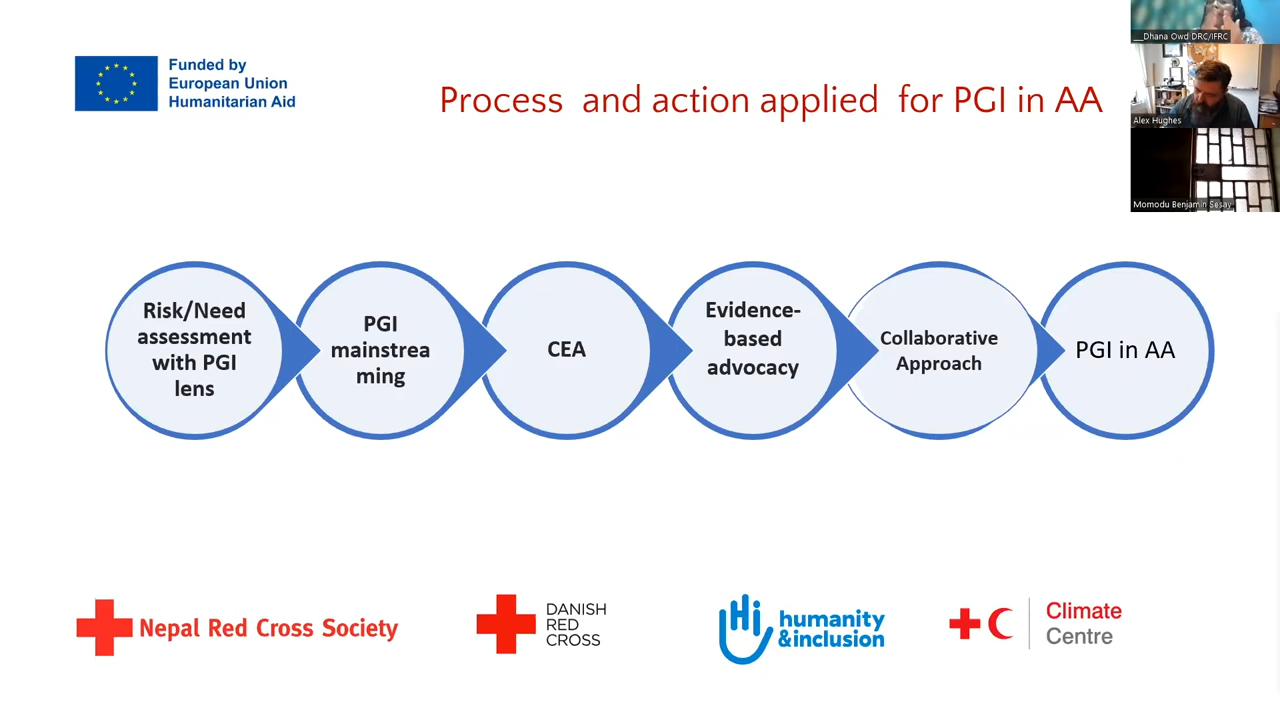 Funded by
European Union
Humanitarian Aid
Process and action applied for PGI in AA
__Dhana Owd DRC/IFRC
Alex Hughes
Momodu Benjamin Sesay
Risk/Need
assessment
with PGI
lens
PGI
mainstrea
ming
CEA
Evidence-
based
advocacy
Collaborative
Approach
PGI in AA
Nepal Red Cross Society
DANISH
RED
CROSS
Hi
humanity
&inclusion
Climate
Centre